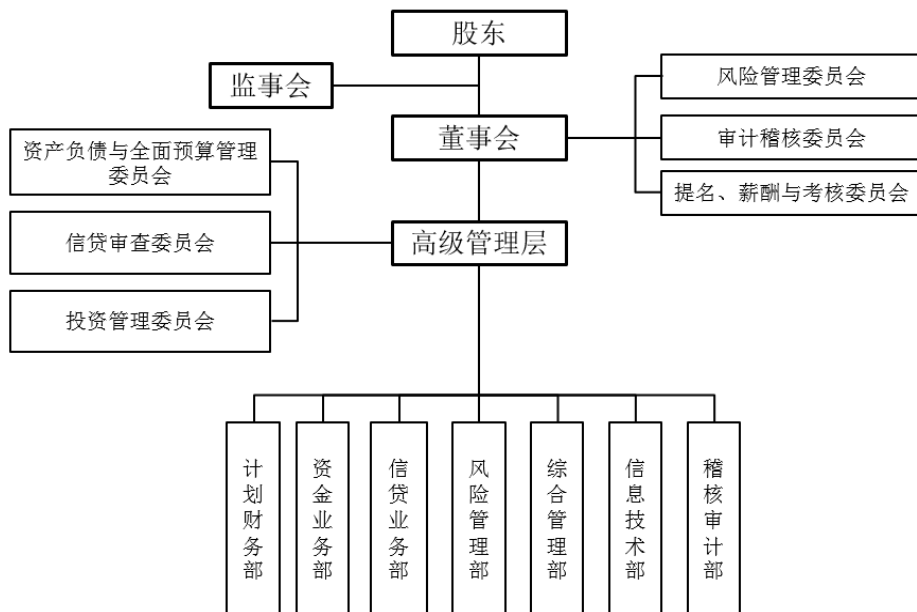 股东
监事会
风险管理委员会
董事会
审计稽核委员会
资产负债与全面预算管理
委员会
提名、薪酬与考核委员会
信贷审查委员会
高级管理层
投资管理委员会
计划财务部
资金业务部
信贷业务部
风险管理部
综合管理部
信息技术部
稽核审计部